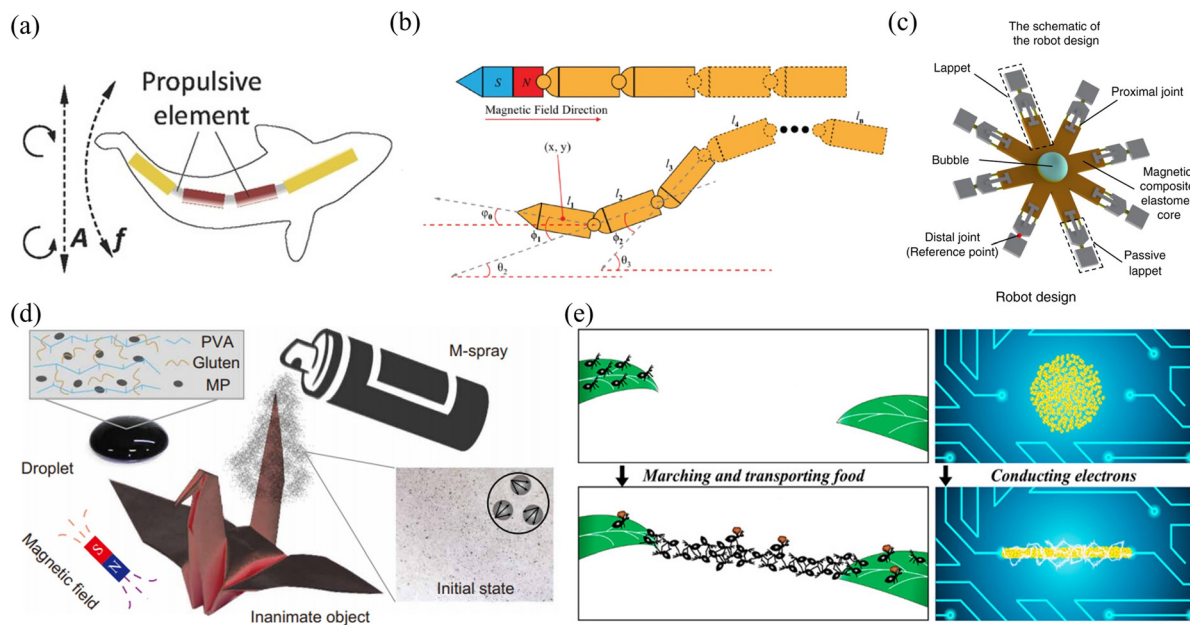 (a)
Propulsive
element
A
f
(b)
S N
Magnetic Field Direction
(x, y)
l₁
l₂
l₃
l₄
lₙ
φ₀
ϕ₁
ϕ₂
θ₂
θ₃
(c)
The schematic of
the robot design
Lappet
Proximal joint
Bubble
Magnetic
composite
elastomer
core
Distal joint
(Reference point)
Passive
lappet
Robot design
(d)
PVA
Gluten
MP
M-spray
Droplet
Magnetic field
S N
Initial state
Inanimate object
(e)
Marching and transporting food
Conducting electrons